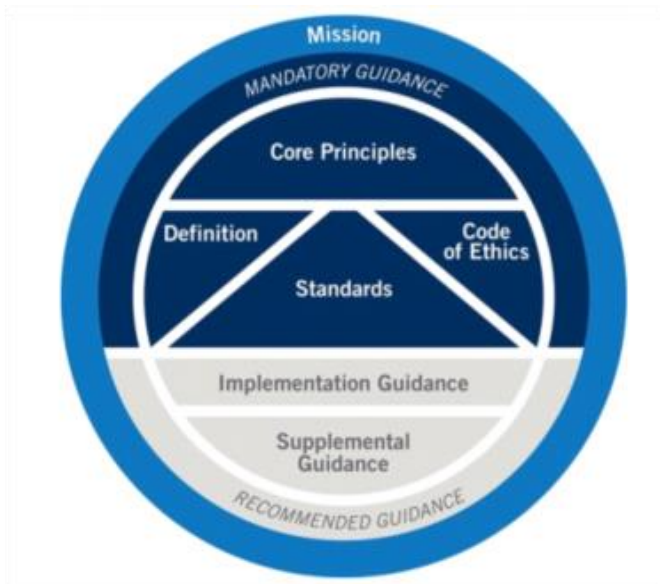 Mission
MANDATORY GUIDANCE
Core Principles
Definition
Code
of Ethics
Standards
Implementation Guidance
Supplemental
Guidance
RECOMMENDED GUIDANCE